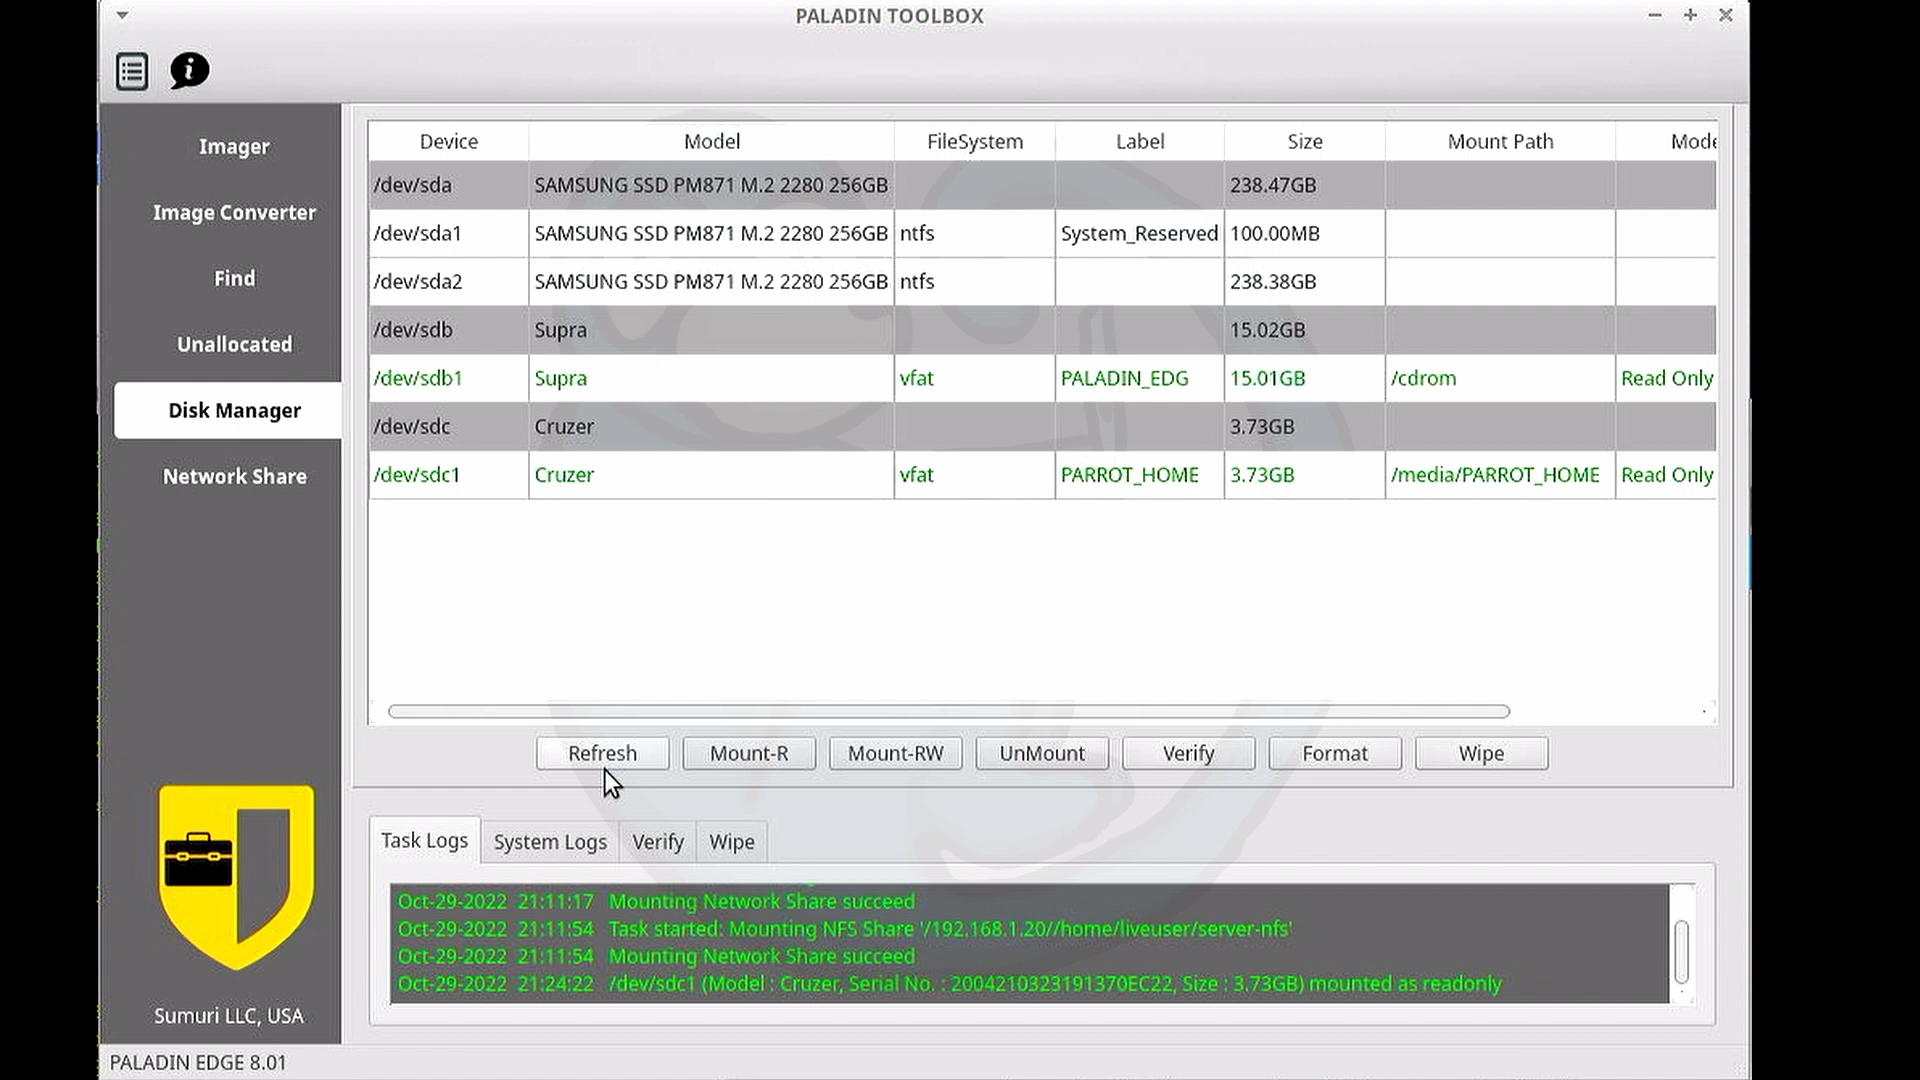 PALADIN TOOLBOX
Imager
Image Converter
Find
Unallocated
Disk Manager
Network Share
Device Model FileSystem Label Size Mount Path Mode
/dev/sda SAMSUNG SSD PM871 M.2 2280 256GB 238.47GB
/dev/sda1 SAMSUNG SSD PM871 M.2 2280 256GB ntfs System_Reserved 100.00MB
/dev/sda2 SAMSUNG SSD PM871 M.2 2280 256GB ntfs 238.38GB
/dev/sdb Supra 15.02GB
/dev/sdb1 Supra vfat PALADIN_EDG 15.01GB /cdrom Read Only
/dev/sdc Cruzer 3.73GB
/dev/sdc1 Cruzer vfat PARROT_HOME 3.73GB /media/PARROT_HOME Read Only
Refresh Mount-R Mount-RW UnMount Verify Format Wipe
Task Logs System Logs Verify Wipe
Oct-29-2022 21:11:17 Mounting Network Share succeed
Oct-29-2022 21:11:54 Task started: Mounting NFS Share '/192.168.1.20//home/liveuser/server-nfs'
Oct-29-2022 21:11:54 Mounting Network Share succeed
Oct-29-2022 21:24:22 /dev/sdc1 (Model : Cruzer, Serial No. : 20042103231913​70EC22, Size : 3.73GB) mounted as readonly
Sumuri LLC, USA
PALADIN EDGE 8.01